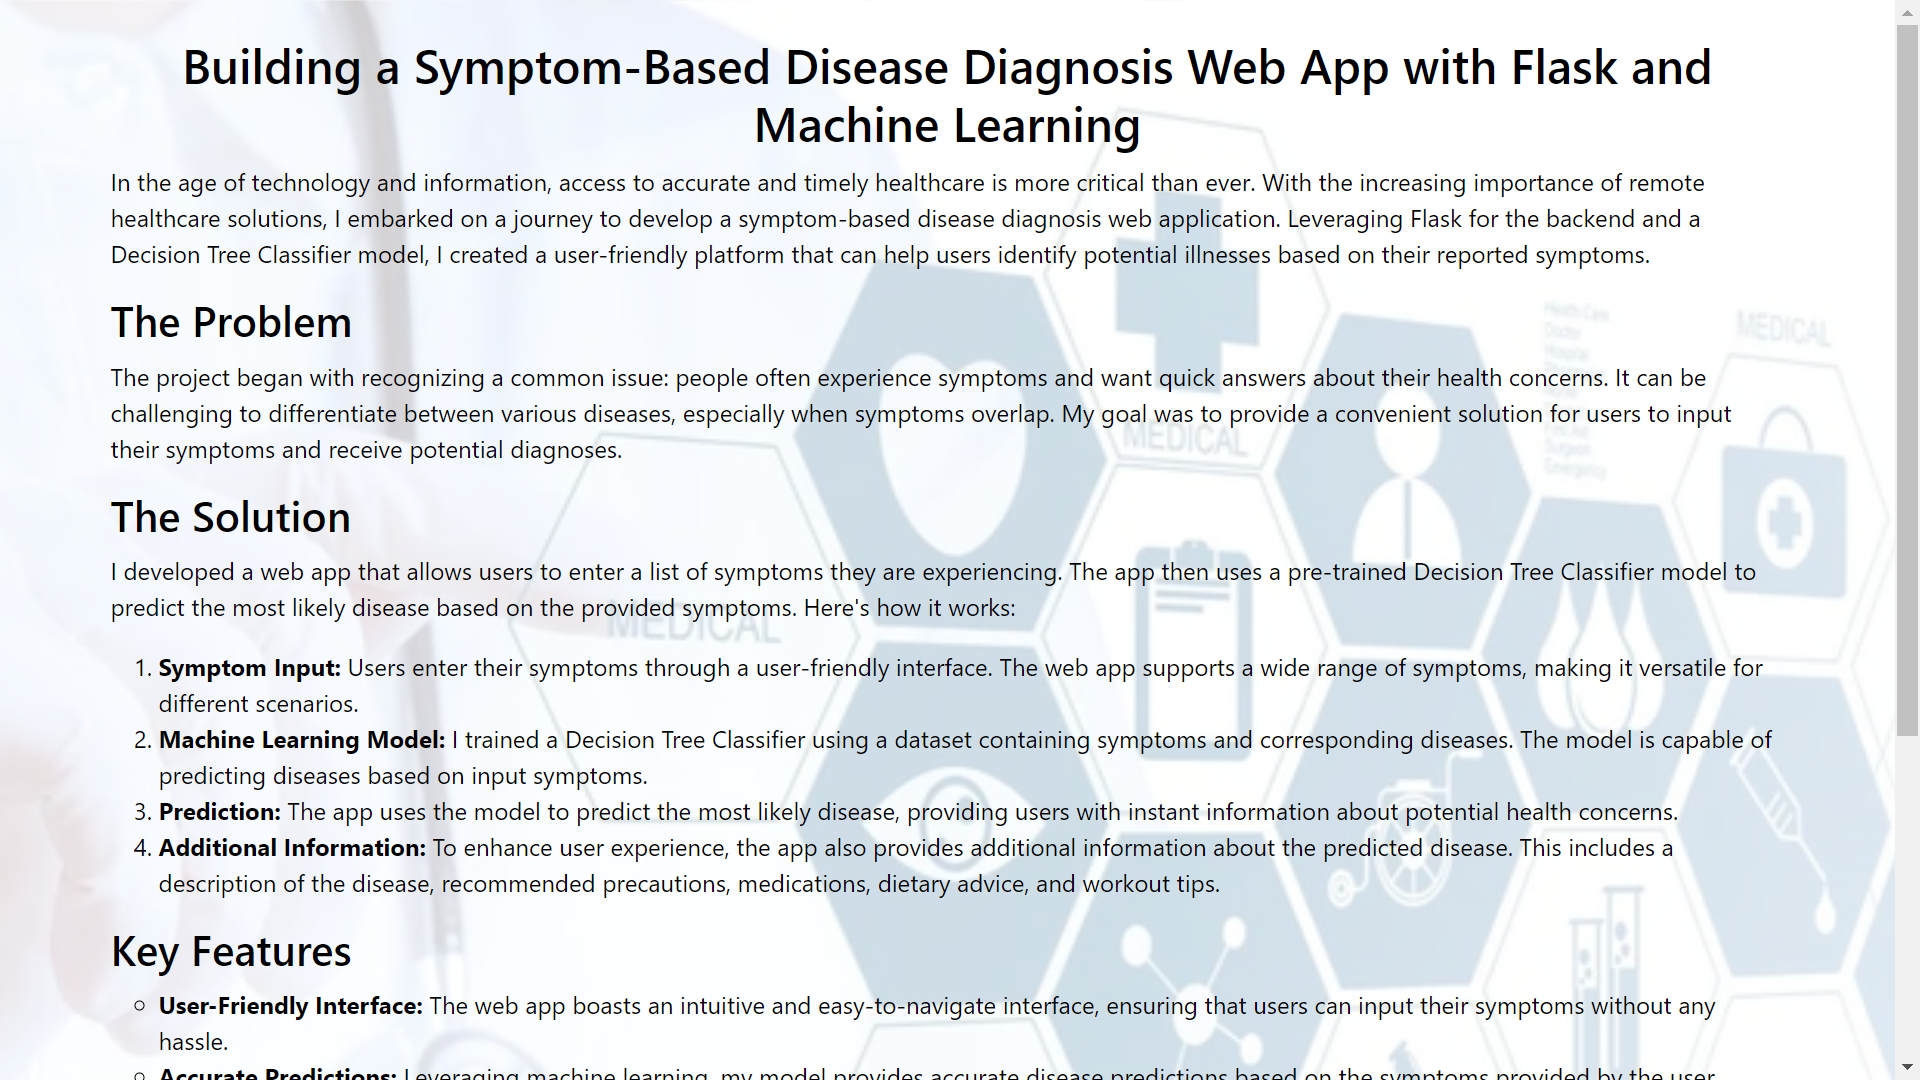 Building a Symptom-Based Disease Diagnosis Web App with Flask and
Machine Learning
In the age of technology and information, access to accurate and timely healthcare is more critical than ever. With the increasing importance of remote
healthcare solutions, I embarked on a journey to develop a symptom-based disease diagnosis web application. Leveraging Flask for the backend and a
Decision Tree Classifier model, I created a user-friendly platform that can help users identify potential illnesses based on their reported symptoms.
The Problem
The project began with recognizing a common issue: people often experience symptoms and want quick answers about their health concerns. It can be
challenging to differentiate between various diseases, especially when symptoms overlap. My goal was to provide a convenient solution for users to input
their symptoms and receive potential diagnoses.
The Solution
I developed a web app that allows users to enter a list of symptoms they are experiencing. The app then uses a pre-trained Decision Tree Classifier model to
predict the most likely disease based on the provided symptoms. Here's how it works:
1. Symptom Input: Users enter their symptoms through a user-friendly interface. The web app supports a wide range of symptoms, making it versatile for
different scenarios.
2. Machine Learning Model: I trained a Decision Tree Classifier using a dataset containing symptoms and corresponding diseases. The model is capable of
predicting diseases based on input symptoms.
3. Prediction: The app uses the model to predict the most likely disease, providing users with instant information about potential health concerns.
4. Additional Information: To enhance user experience, the app also provides additional information about the predicted disease. This includes a
description of the disease, recommended precautions, medications, dietary advice, and workout tips.
Key Features
User-Friendly Interface: The web app boasts an intuitive and easy-to-navigate interface, ensuring that users can input their symptoms without any
hassle.
Accurate Predictions: Leveraging machine learning, my model provides accurate disease predictions based on the symptoms provided by the user.
MEDICAL
MEDICAL
MEDICAL
Health Care
Doctor
Hospital
Surgeon
Emergency